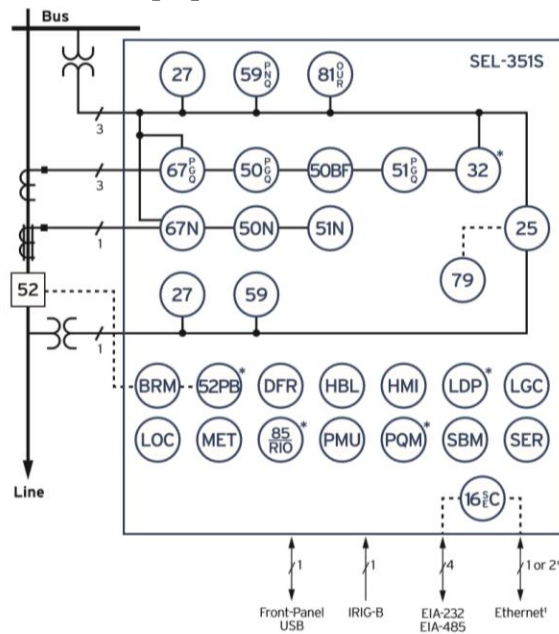 Bus
SEL-351S
27
59 P N Q
81 O U R
3
67 P G Q
50 P G Q
50BF
51 P G Q
32 *
3
67N
50N
51N
25
1
79
52
27
59
1
BRM
52PB*
DFR
HBL
HMI
LDP*
LGC
LOC
MET
85 RIO *
PMU
PQM*
SBM
SER
Line
16 S E C
1
1
4
1 or 2*
Front-Panel
USB
IRIG-B
EIA-232
EIA-485
Ethernet¹